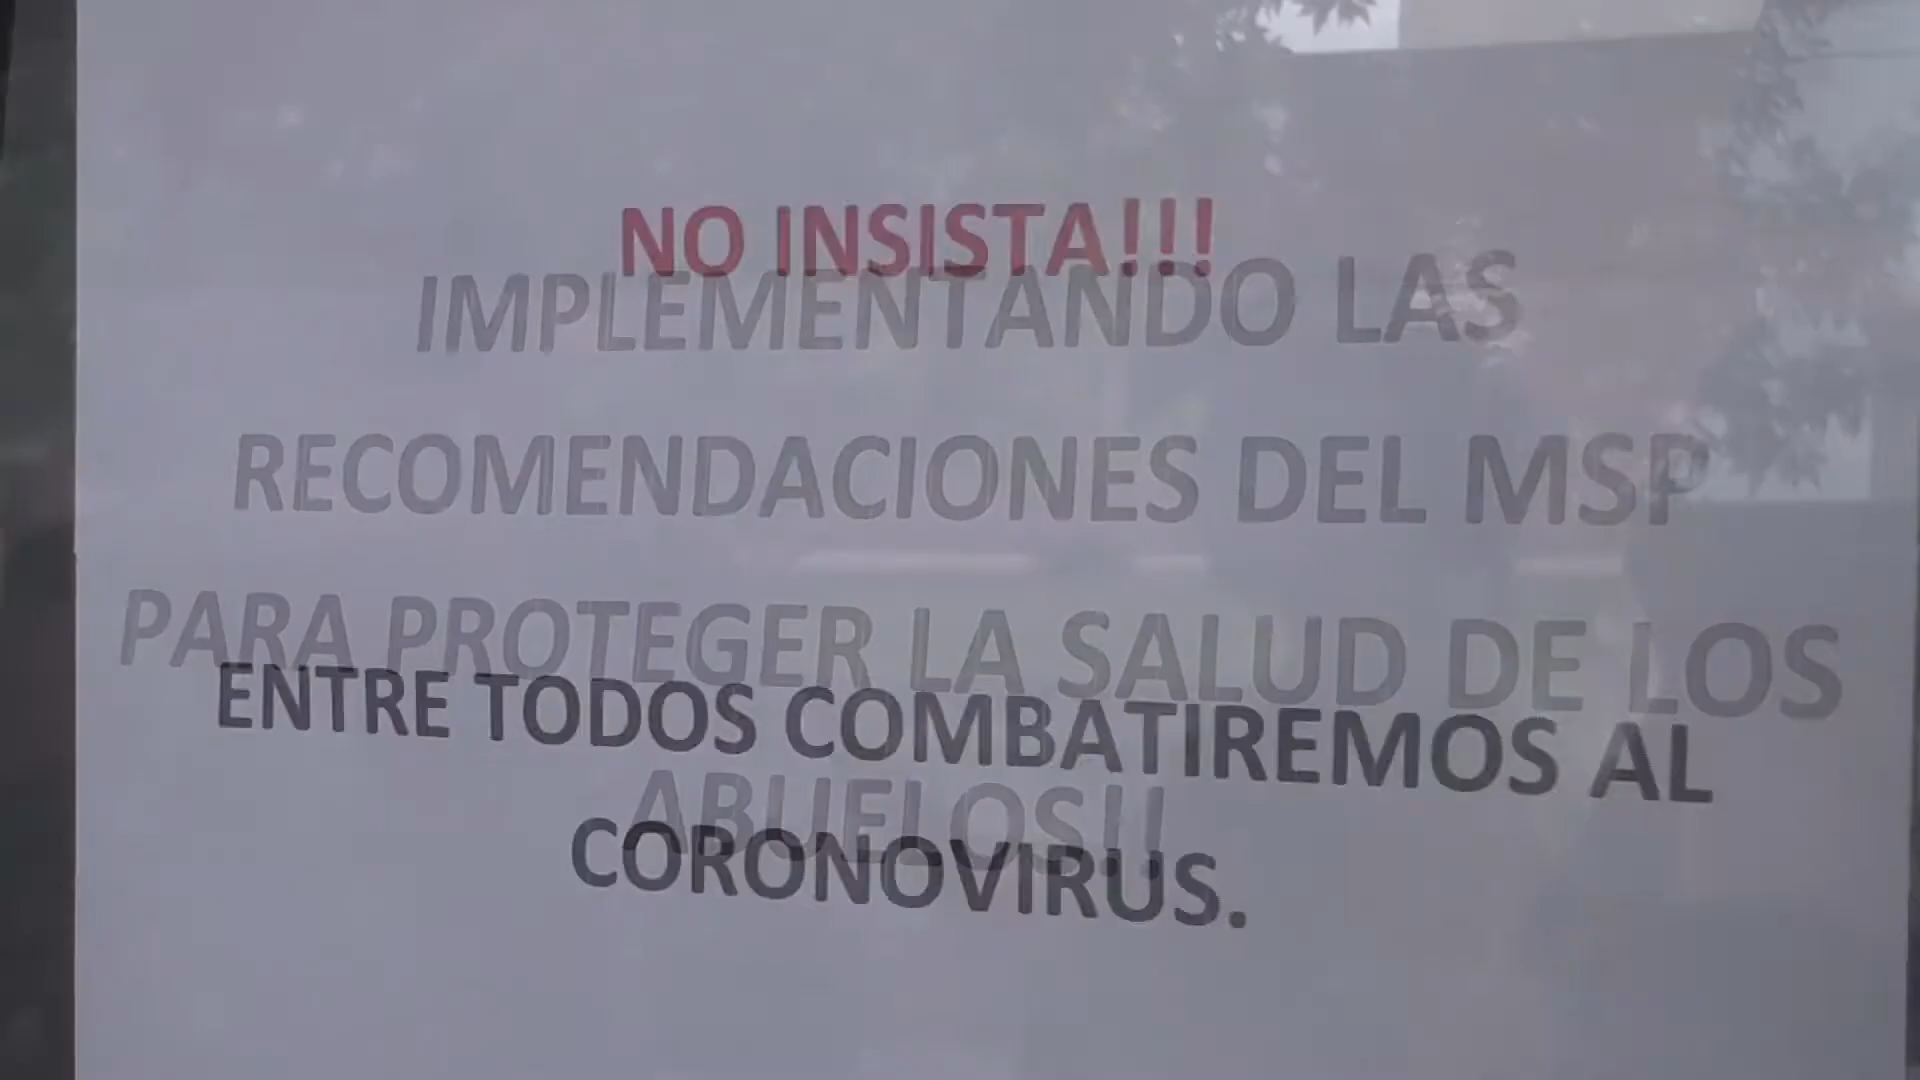 NO INSISTA!!!
IMPLEMENTANDO LAS
RECOMENDACIONES DEL MSP
PARA PROTEGER LA SALUD DE LOS
ENTRE TODOS COMBATIREMOS AL
ABUELOS!!
CORONOVIRUS.